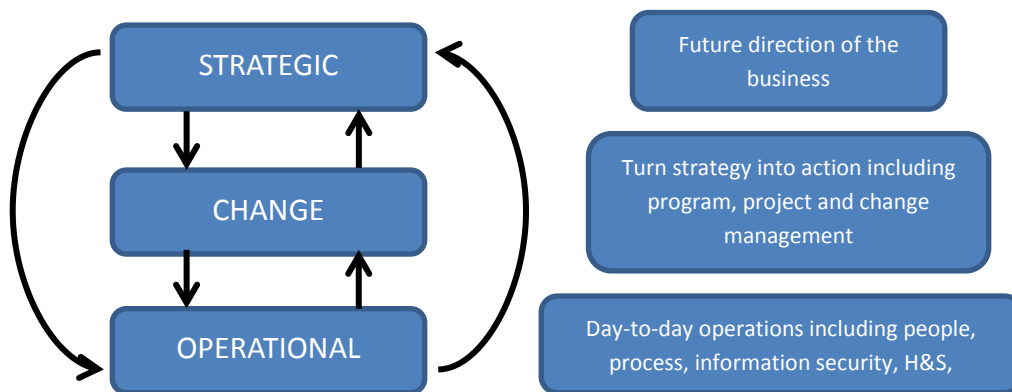 STRATEGIC
Future direction of the
business
CHANGE
Turn strategy into action including
program, project and change
management
OPERATIONAL
Day-to-day operations including people,
process, information security, H&S,